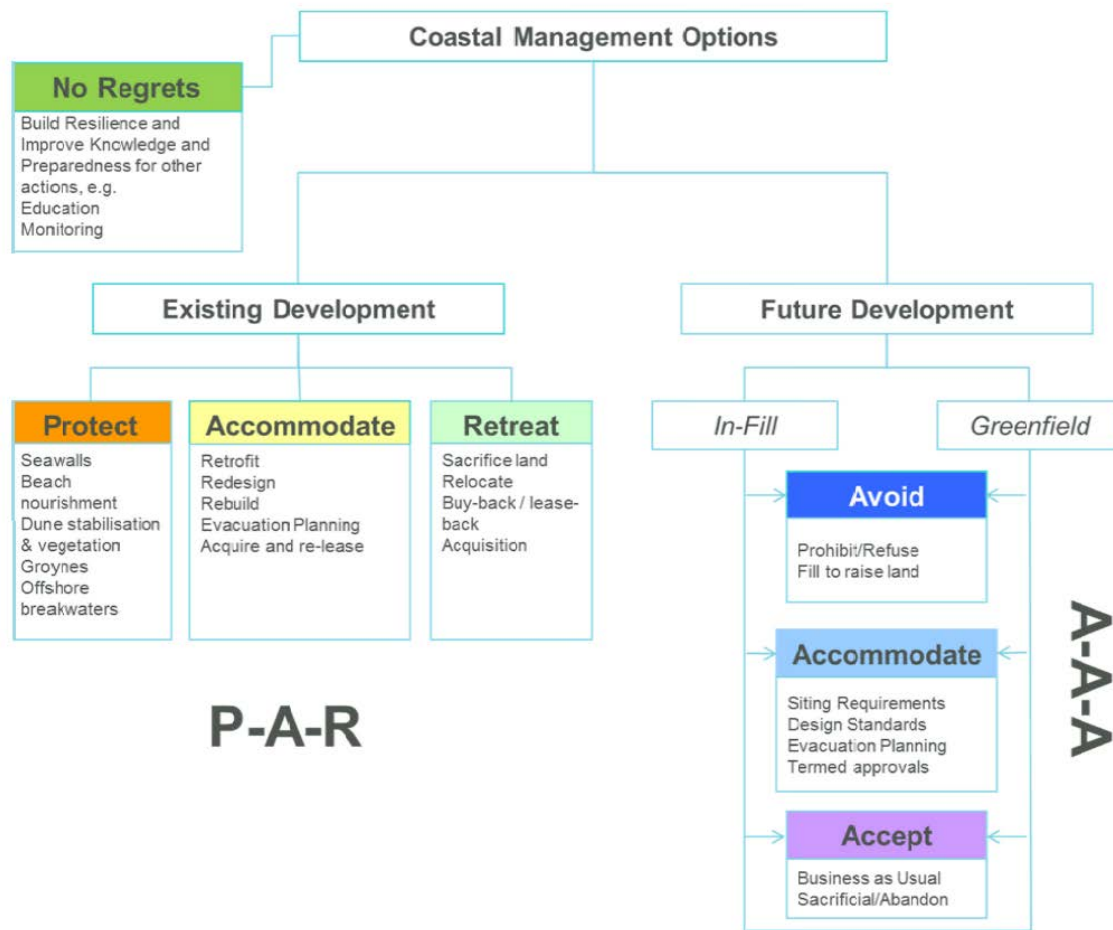 Coastal Management Options
No Regrets
Build Resilience and
Improve Knowledge and
Preparedness for other
actions, e.g.
Education
Monitoring
Existing Development
Future Development
Protect
Seawalls
Beach
nourishment
Dune stabilisation
& vegetation
Groynes
Offshore
breakwaters
Accommodate
Retrofit
Redesign
Rebuild
Evacuation Planning
Acquire and re-lease
Retreat
Sacrifice land
Relocate
Buy-back / lease-
back
Acquisition
P-A-R
In-Fill
Greenfield
Avoid
Prohibit/Refuse
Fill to raise land
Accommodate
Siting Requirements
Design Standards
Evacuation Planning
Termed approvals
Accept
Business as Usual
Sacrificial/Abandon
A-A-A